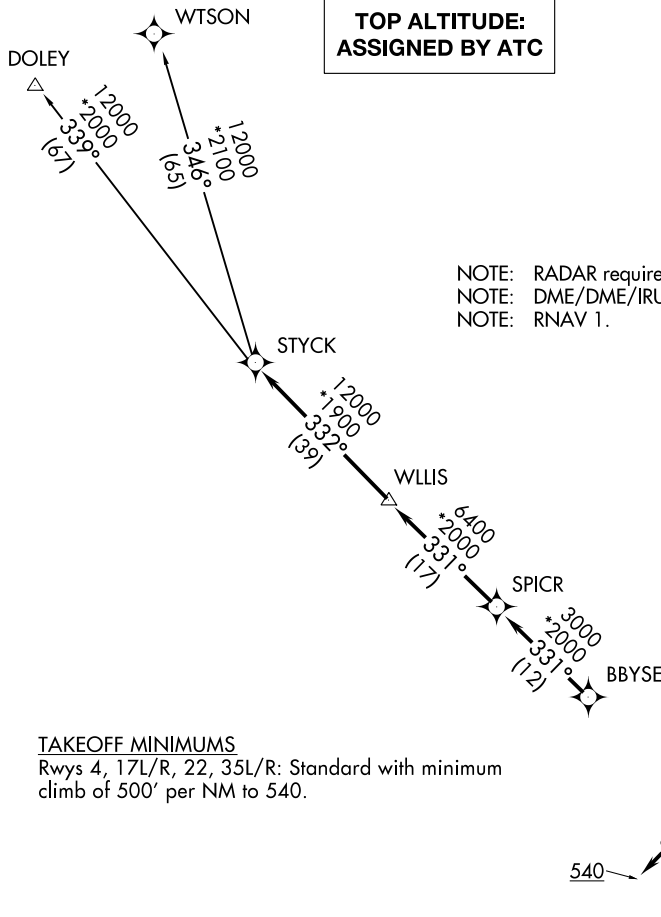 TOP ALTITUDE:
ASSIGNED BY ATC
WTSON
DOLEY
12000
*2000
339°
(67)
12000
*2100
346°
(65)
NOTE: RADAR require
NOTE: DME/DME/IRU
NOTE: RNAV 1.
STYCK
12000
*1900
332°
(39)
WLLIS
6400
*2000
331°
(17)
SPICR
3000
*2000
331°
(12)
BBYSE
TAKEOFF MINIMUMS
Rwys 4, 17L/R, 22, 35L/R: Standard with minimum
climb of 500' per NM to 540.
540